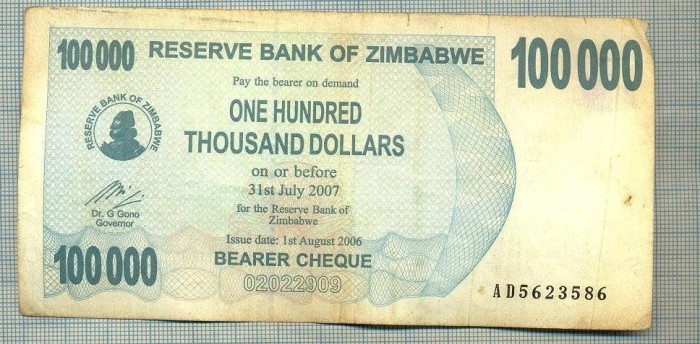 100 000
RESERVE BANK OF ZIMBABWE
100 000
Pay the bearer on demand
RESERVE BANK OF ZIMBABWE
ONE HUNDRED
THOUSAND DOLLARS
on or before
31st July 2007
for the Reserve Bank of
Zimbabwe
Dr. G Gono
Governor
Issue date: 1st August 2006
100 000
BEARER CHEQUE
02022909
AD5623586